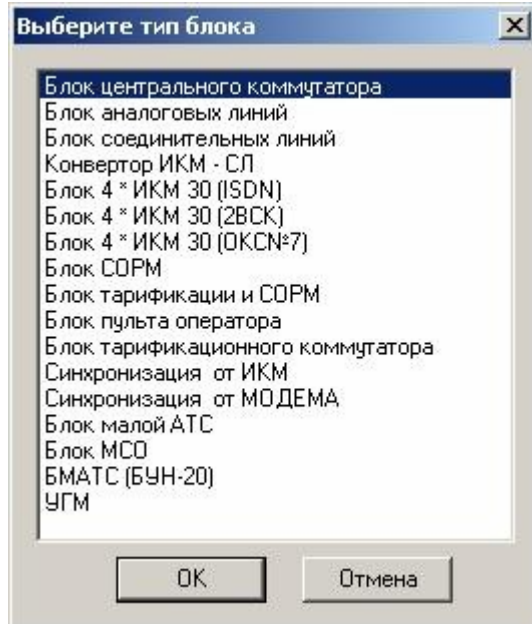 Выберите тип блока
Блок центрального коммутатора
Блок аналоговых линий
Блок соединительных линий
Конвертор ИКМ - СЛ
Блок 4 * ИКМ 30 (ISDN)
Блок 4 * ИКМ 30 (2ВСК)
Блок 4 * ИКМ 30 (ОКС№7)
Блок СОРМ
Блок тарификации и СОРМ
Блок пульта оператора
Блок тарификационного коммутатора
Синхронизация от ИКМ
Синхронизация от МОДЕМА
Блок малой АТС
Блок МСО
БМАТС (БУН-20)
УГМ
OK Отмена